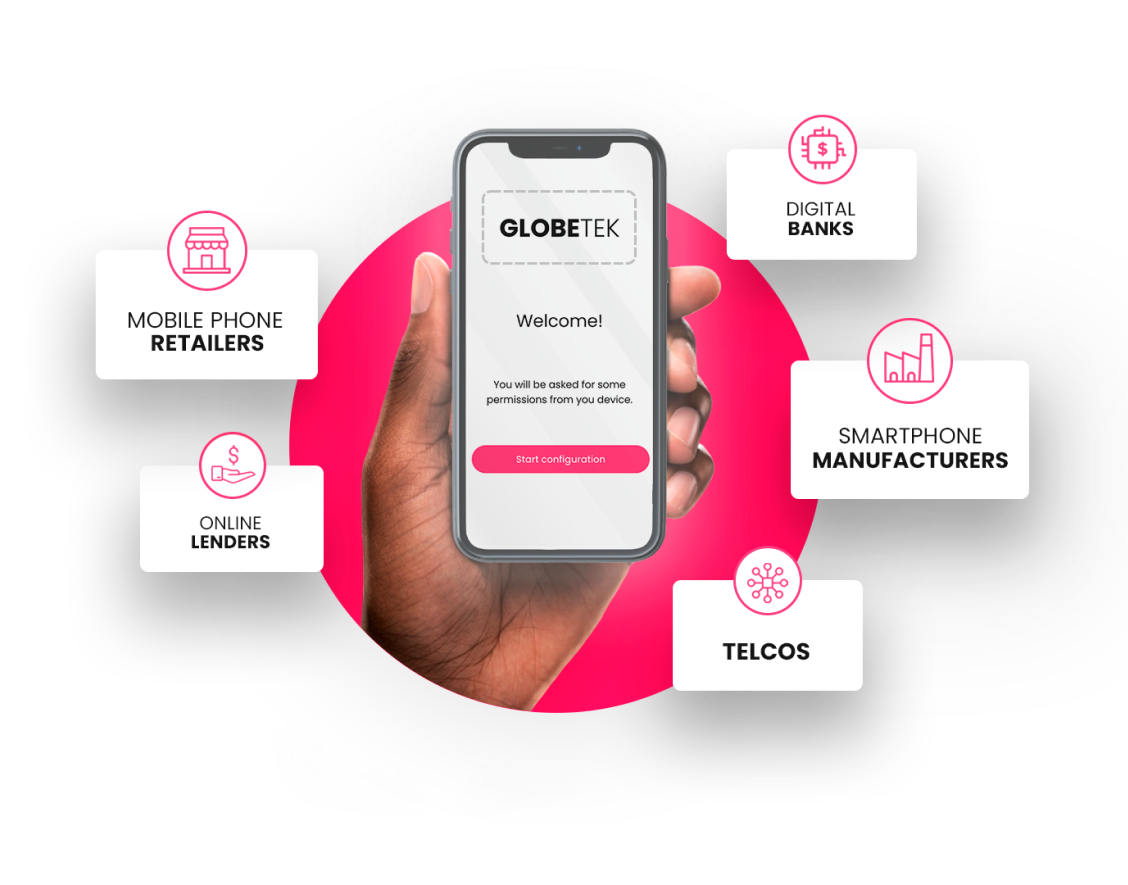 GLOBETEK
Welcome!
You will be asked for some
permissions from you device.
Start configuration
MOBILE PHONE
RETAILERS
$
ONLINE
LENDERS
$
DIGITAL
BANKS
SMARTPHONE
MANUFACTURERS
TELCOS